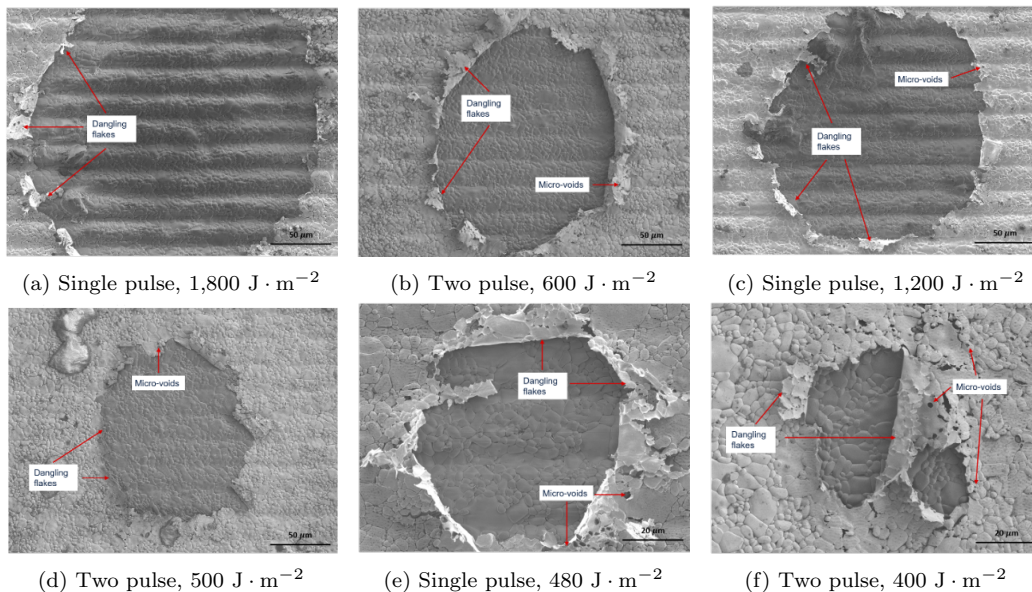 Dangling
flakes
50 μm
Dangling
flakes
Micro-voids
50 μm
Micro-voids
Dangling
flakes
50 μm
(a) Single pulse, 1,800 J · m⁻²
(b) Two pulse, 600 J · m⁻²
(c) Single pulse, 1,200 J · m⁻²
Micro-voids
Dangling
flakes
50 μm
Dangling
flakes
Micro-voids
20 μm
Micro-voids
Dangling
flakes
20 μm
(d) Two pulse, 500 J · m⁻²
(e) Single pulse, 480 J · m⁻²
(f) Two pulse, 400 J · m⁻²